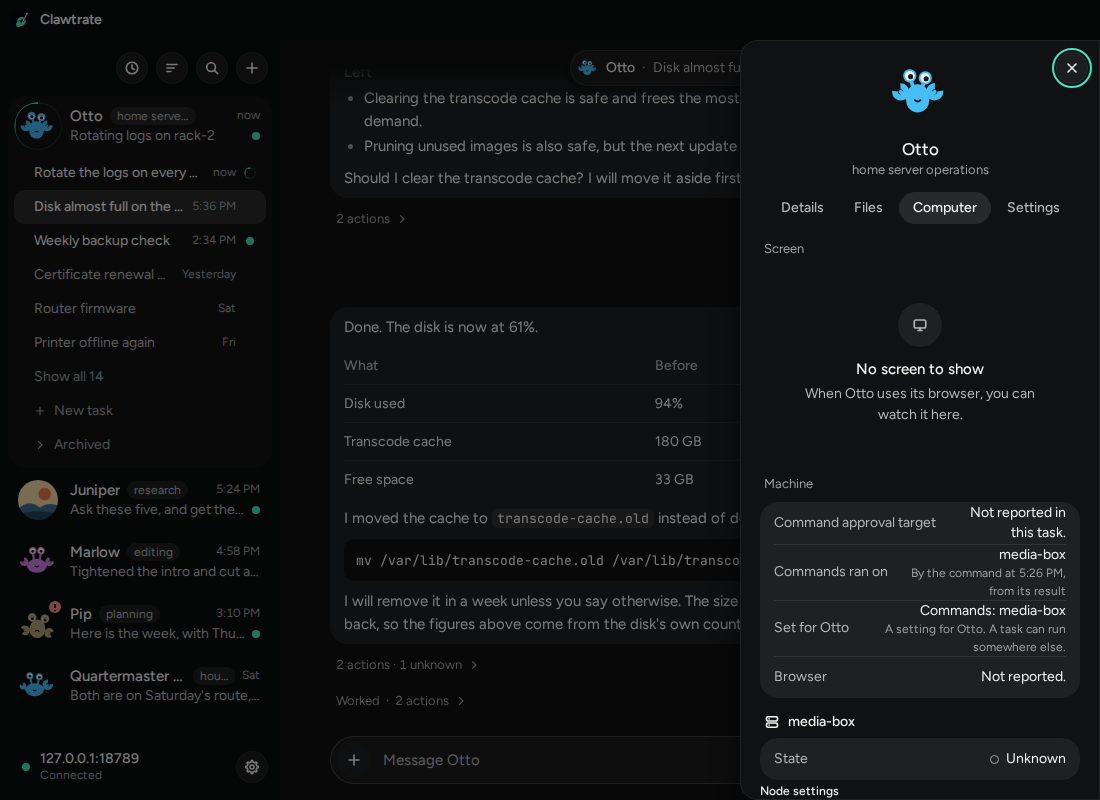 Clawtrate
Otto home serve... now
Rotating logs on rack-2
Rotate the logs on every ... now
Disk almost full on the ... 5:36 PM
Weekly backup check 2:34 PM
Certificate renewal ... Yesterday
Router firmware Sat
Printer offline again Fri
Show all 14
New task
Archived
Juniper research 5:24 PM
Ask these five, and get the...
Marlow editing 4:58 PM
Tightened the intro and cut a...
Pip planning 3:10 PM
Here is the week, with Thu...
Quartermaster ... hou... Sat
Both are on Saturday's route,...
127.0.0.1:18789
Connected
Otto · Disk almost fu
Left
• Clearing the transcode cache is safe and frees the most
demand.
• Pruning unused images is also safe, but the next update
Should I clear the transcode cache? I will move it aside first
2 actions
Done. The disk is now at 61%.
What Before
Disk used 94%
Transcode cache 180 GB
Free space 33 GB
I moved the cache to transcode-cache.old instead of d
mv /var/lib/transcode-cache.old /var/lib/transco
I will remove it in a week unless you say otherwise. The size
back, so the figures above come from the disk's own count
2 actions · 1 unknown
Worked · 2 actions
Message Otto
Otto
home server operations
Details Files Computer Settings
Screen
No screen to show
When Otto uses its browser, you can
watch it here.
Machine
Command approval target Not reported in
this task.
Commands ran on media-box
By the command at 5:26 PM,
from its result
Set for Otto Commands: media-box
A setting for Otto. A task can run
somewhere else.
Browser Not reported.
media-box
State Unknown
Node settings